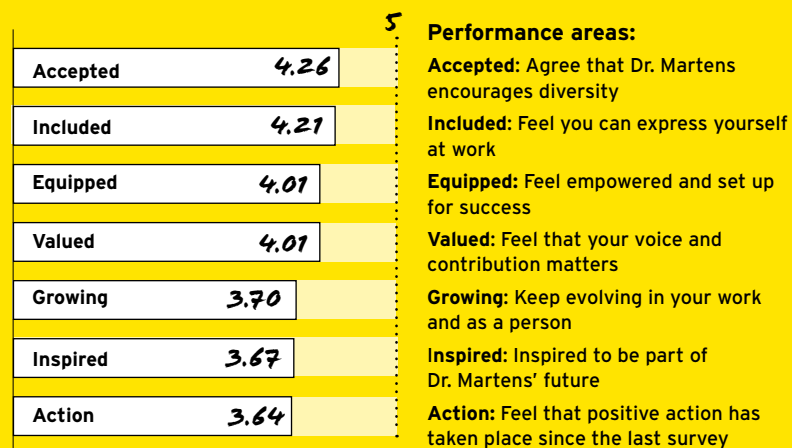 5
Accepted 4.26
Included 4.21
Equipped 4.01
Valued 4.01
Growing 3.70
Inspired 3.67
Action 3.64
Performance areas:
Accepted: Agree that Dr. Martens
encourages diversity
Included: Feel you can express yourself
at work
Equipped: Feel empowered and set up
for success
Valued: Feel that your voice and
contribution matters
Growing: Keep evolving in your work
and as a person
Inspired: Inspired to be part of
Dr. Martens’ future
Action: Feel that positive action has
taken place since the last survey